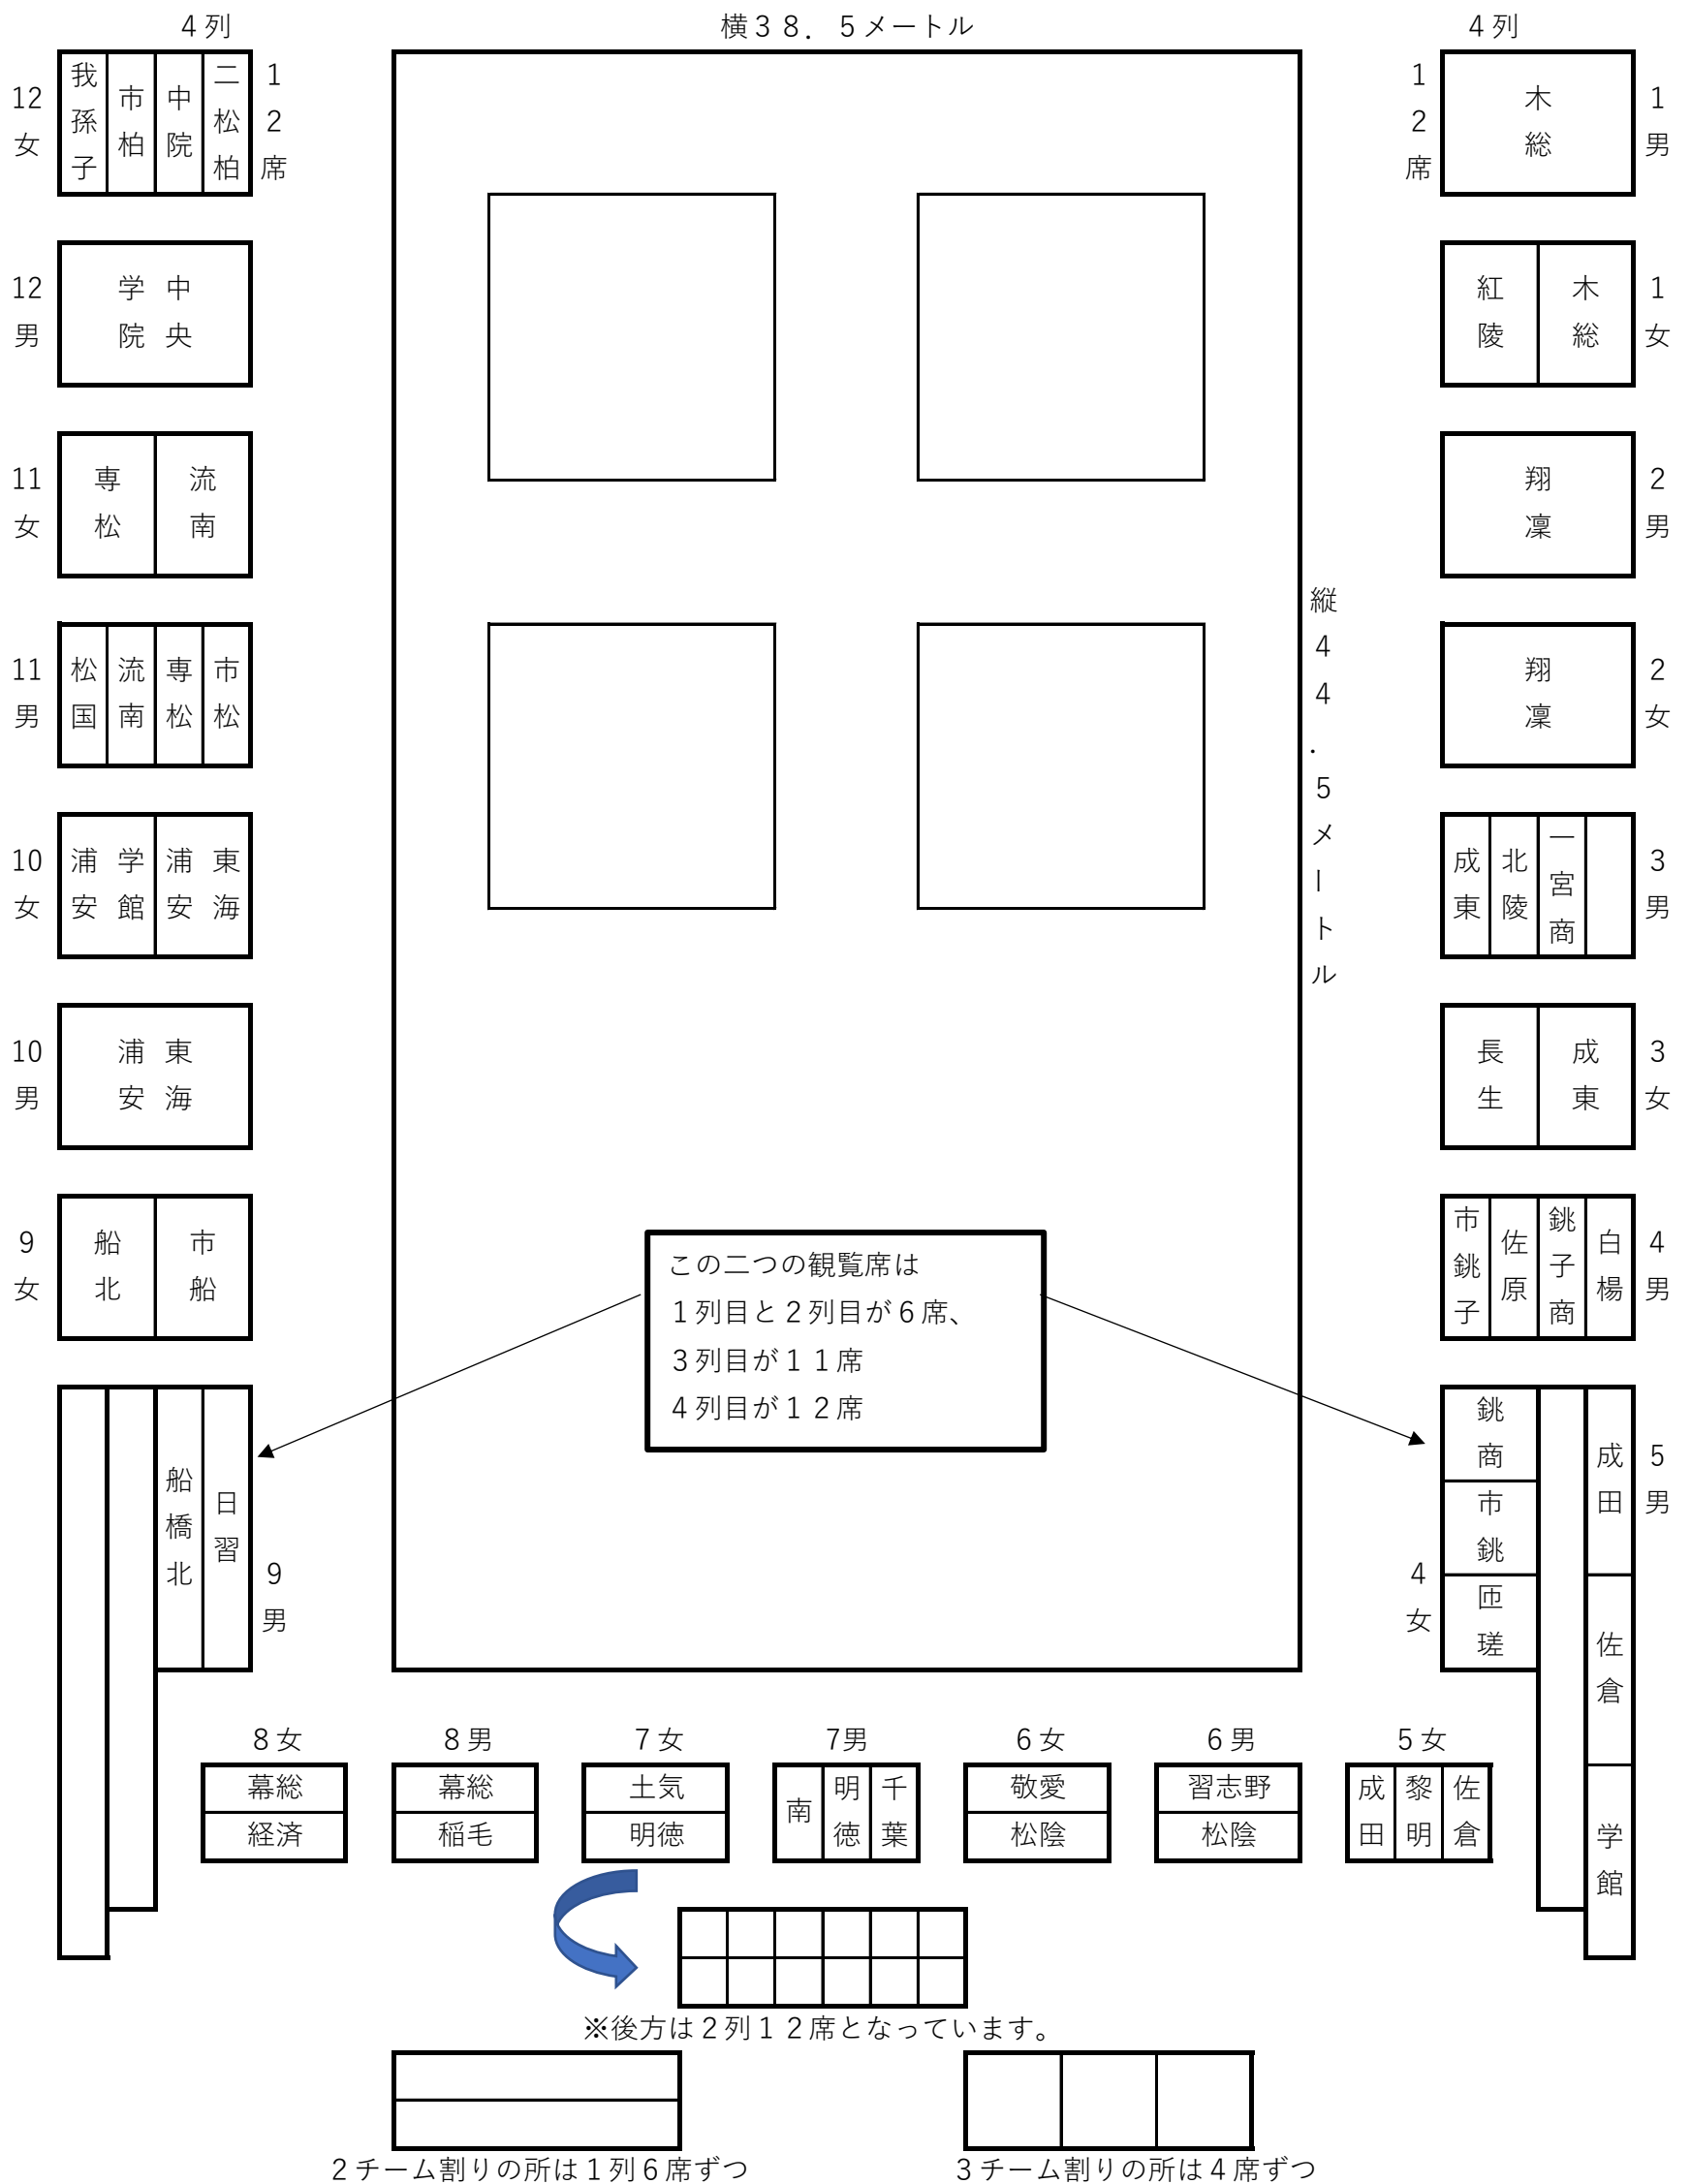 4列
横３８．５メートル
4列
12女
我孫子
市柏
中院
二松柏
12席
12席
木総
1男
12男
学院
中央
紅陵
木総
1女
11女
専松
流南
翔凜
2男
11男
松国
流南
専松
市松
翔凜
2女
縦44．5メートル
10女
浦安
学館
浦安
東海
成東
北陵
一宮商
3男
10男
浦安
東海
長生
成東
3女
9女
船北
市船
市銚子
佐原
銚子商
白楊
4男
この二つの観覧席は
１列目と２列目が６席、
３列目が１１席
４列目が１２席
船橋北
日習
9男
銚商
市銚
匝瑳
4女
成田
佐倉
学館
5男
8女
8男
7女
7男
6女
6男
5女
幕総
経済
幕総
稲毛
土気
明徳
南
明徳
千葉
敬愛
松陰
習志野
松陰
成田
黎明
佐倉
※後方は２列１２席となっています。
２チーム割りの所は１列６席ずつ
３チーム割りの所は４席ずつ